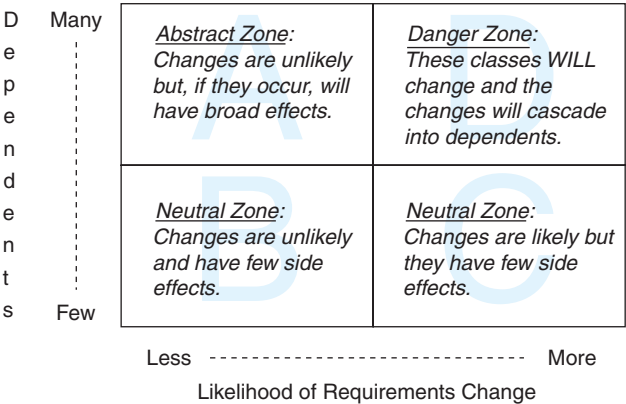 Dependents
Many
Few
A
Abstract Zone:
Changes are unlikely
but, if they occur, will
have broad effects.
D
Danger Zone:
These classes WILL
change and the
changes will cascade
into dependents.
B
Neutral Zone:
Changes are unlikely
and have few side
effects.
C
Neutral Zone:
Changes are likely but
they have few side
effects.
Less
More
Likelihood of Requirements Change